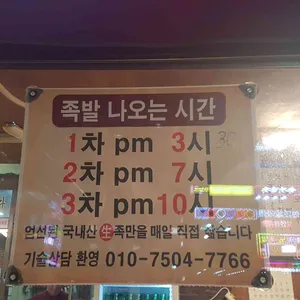 족발 나오는 시간
1차 pm 3시 30
2차 pm 7시
3차 pm 10시
엄선된 국내산 生족만을 매일 직접 삶습니다
기술상담 환영 010-7504-7766